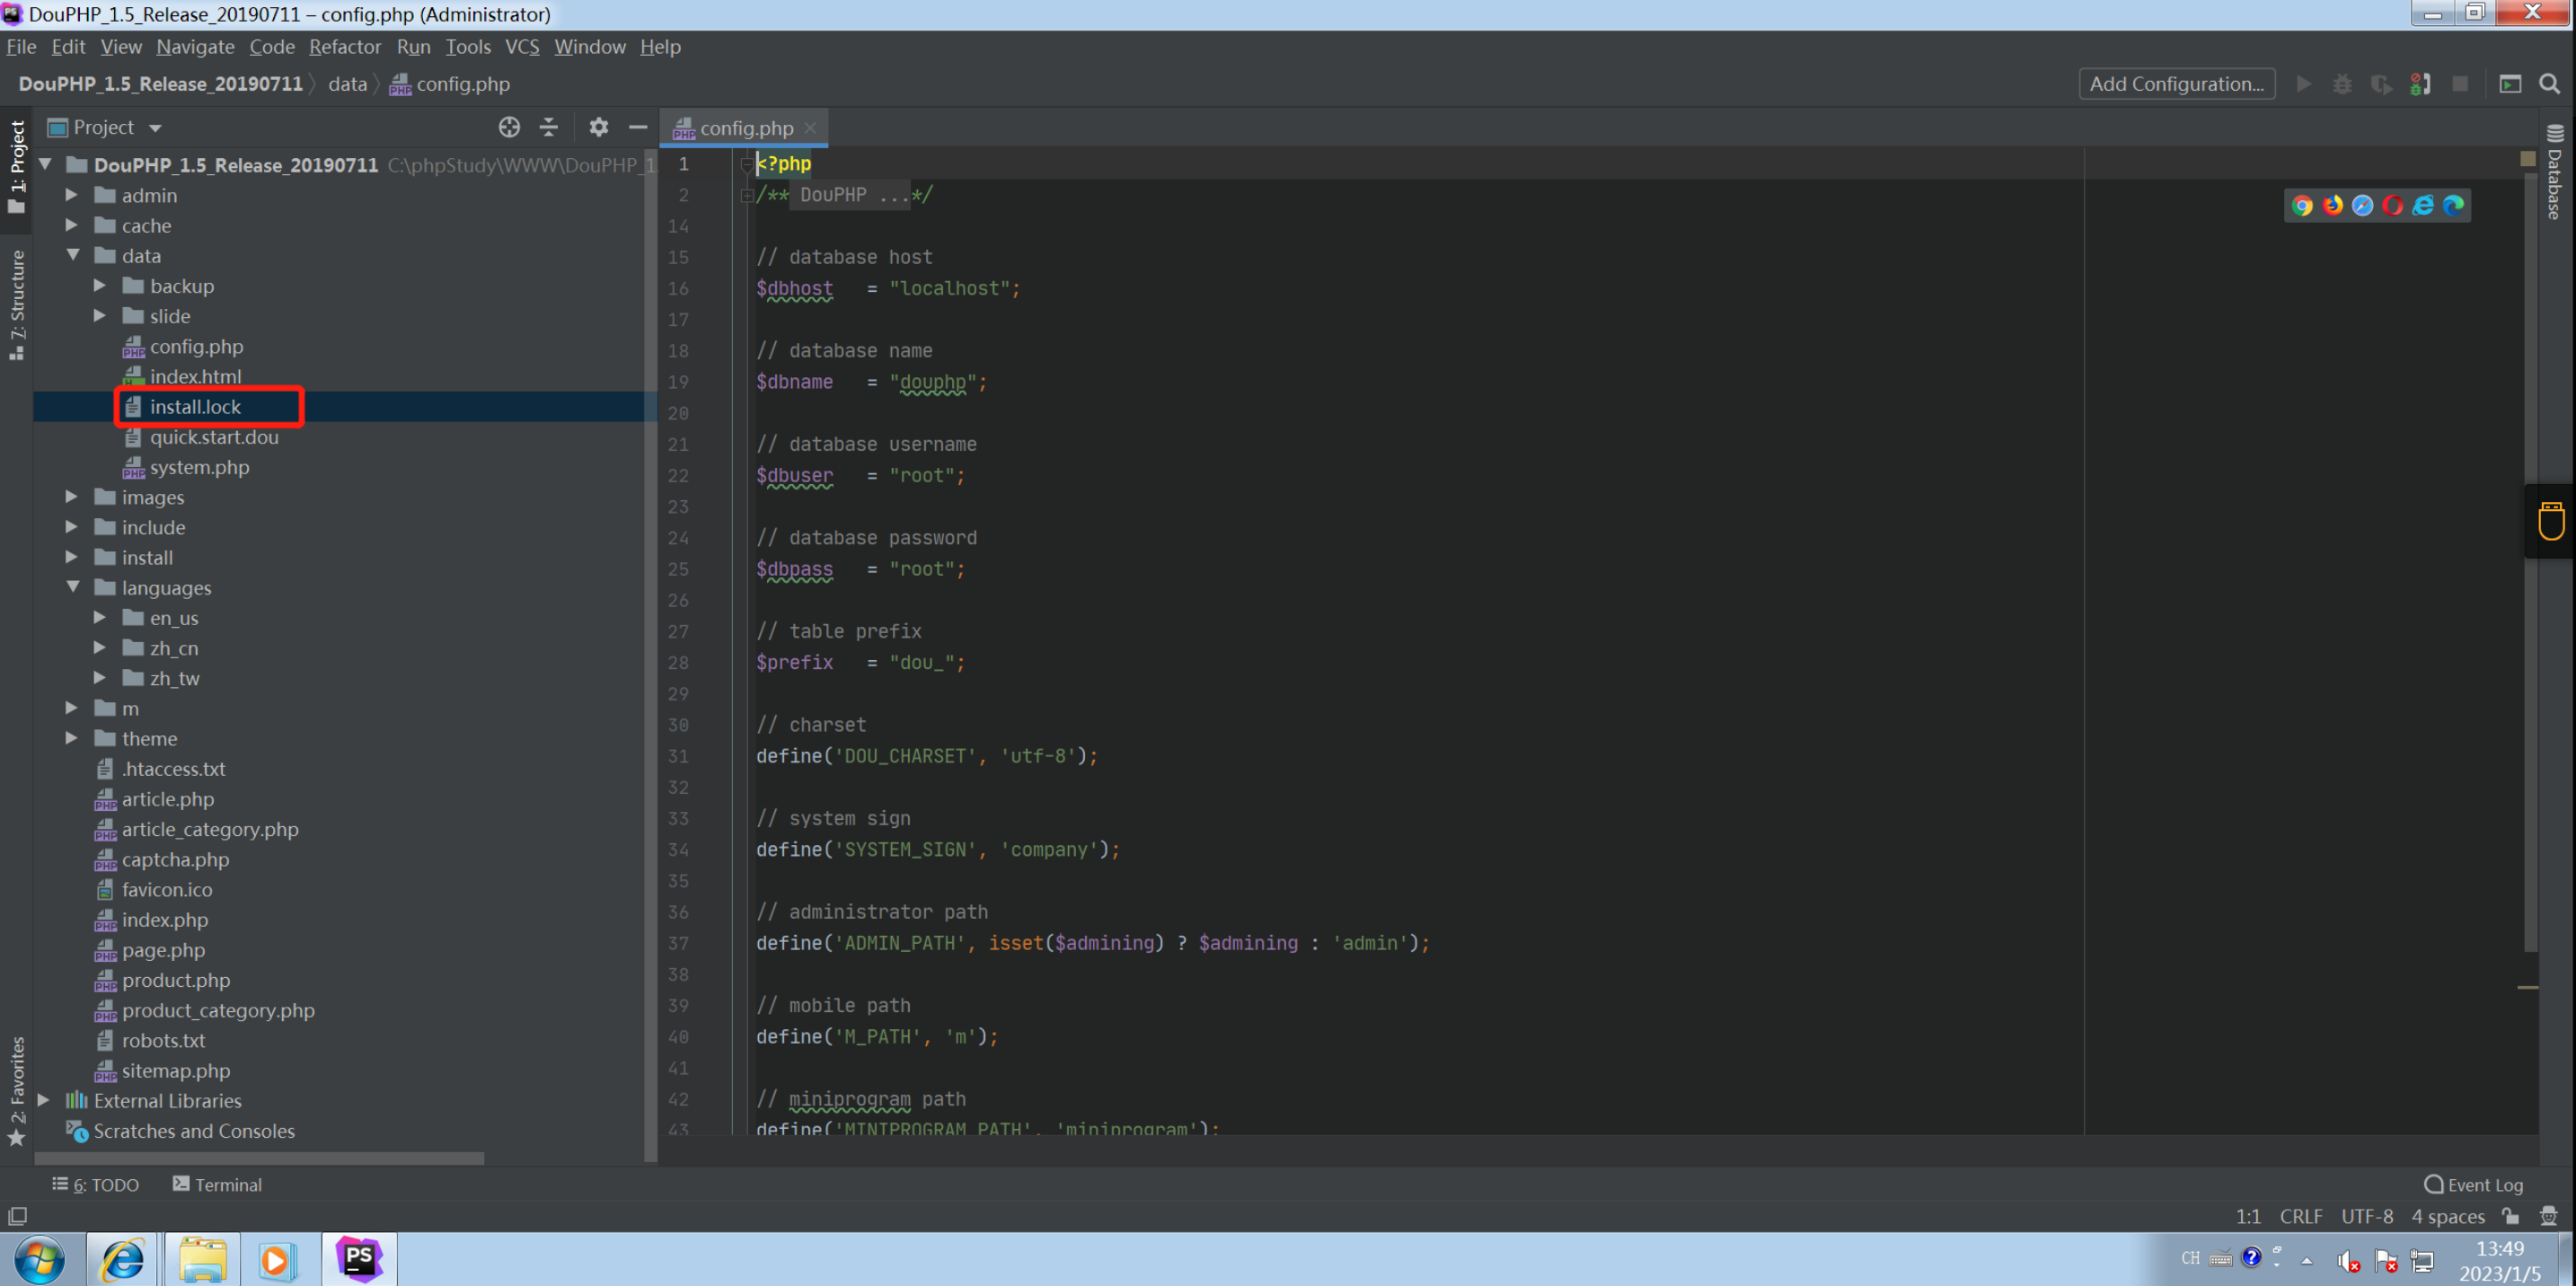 DouPHP_1.5_Release_20190711 – config.php (Administrator)
File Edit View Navigate Code Refactor Run Tools VCS Window Help
DouPHP_1.5_Release_20190711 data config.php
Add Configuration...
Project
config.php
1: Project
7: Structure
2: Favorites
Database
DouPHP_1.5_Release_20190711 C:\phpStudy\WWW\DouPHP_1
admin
cache
data
backup
slide
config.php
index.html
install.lock
quick.start.dou
system.php
images
include
install
languages
en_us
zh_cn
zh_tw
m
theme
.htaccess.txt
article.php
article_category.php
captcha.php
favicon.ico
index.php
page.php
product.php
product_category.php
robots.txt
sitemap.php
External Libraries
Scratches and Consoles
1 <?php
2 /** DouPHP ...*/
14
15 // database host
16 $dbhost   = "localhost";
17
18 // database name
19 $dbname   = "douphp";
20
21 // database username
22 $dbuser   = "root";
23
24 // database password
25 $dbpass   = "root";
26
27 // table prefix
28 $prefix   = "dou_";
29
30 // charset
31 define('DOU_CHARSET', 'utf-8');
32
33 // system sign
34 define('SYSTEM_SIGN', 'company');
35
36 // administrator path
37 define('ADMIN_PATH', isset($admining) ? $admining : 'admin');
38
39 // mobile path
40 define('M_PATH', 'm');
41
42 // miniprogram path
43 define('MINIPROGRAM_PATH', 'miniprogram');
6: TODO Terminal
Event Log
1:1 CRLF UTF-8 4 spaces
PS
CH
13:49
2023/1/5